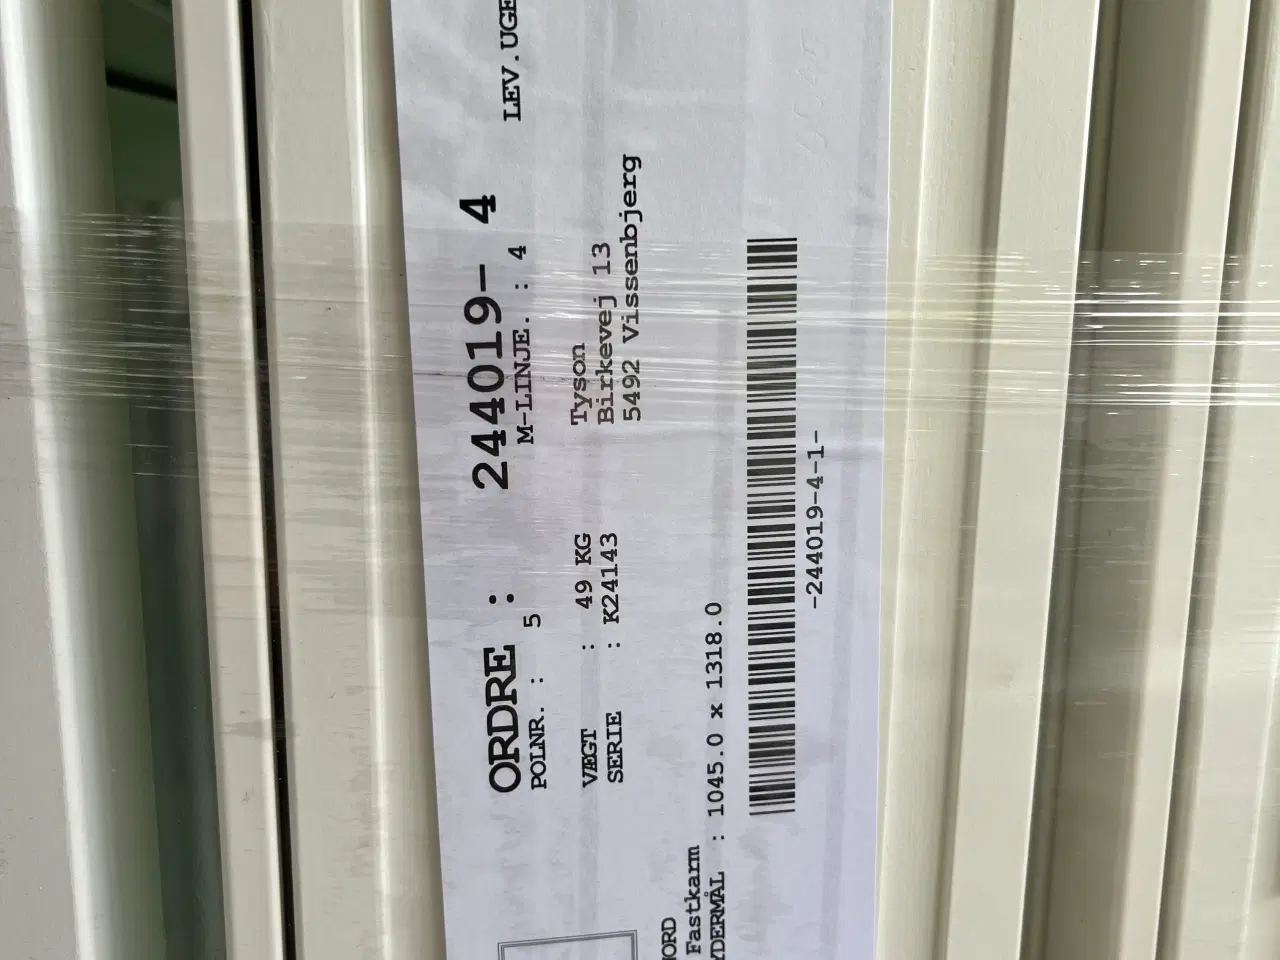 ORDRE : 244019- 4 LEV.UGE
POLNR. : 5 M-LINJE. : 4
VÆGT : 49 KG Tyson
SERIE : K24143 Birkevej 13
5492 Vissenbjerg
Fastkarm
YDERMÅL : 1045.0 x 1318.0
-244019-4-1-